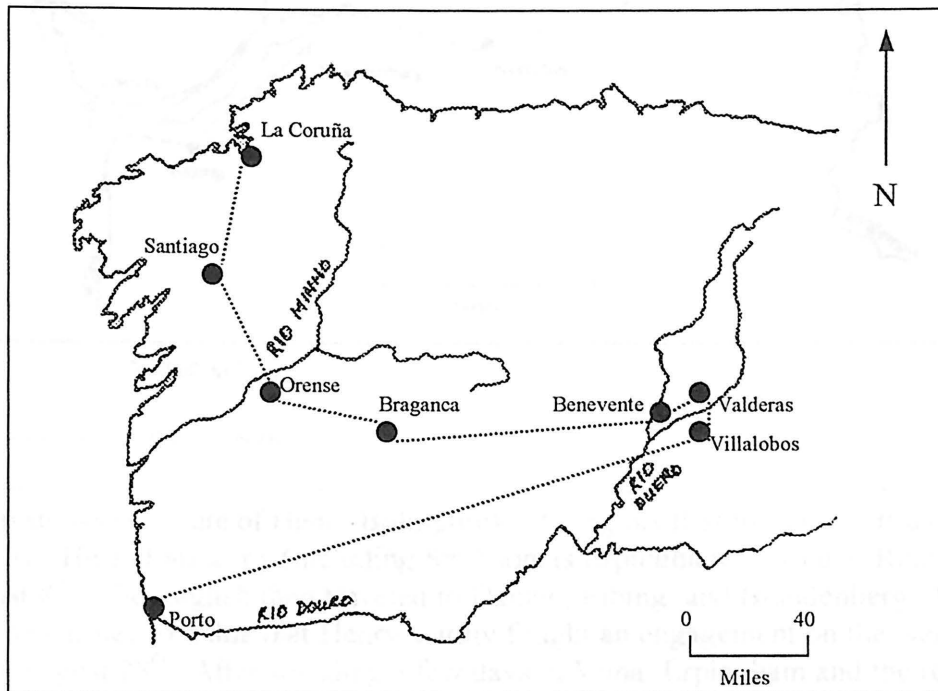 La Coruña
N
Santiago
RIO MINHO
Orense
Braganca
Benevente
Valderas
Villalobos
RIO
DUERO
Porto
RIO DOURO
0 40
Miles